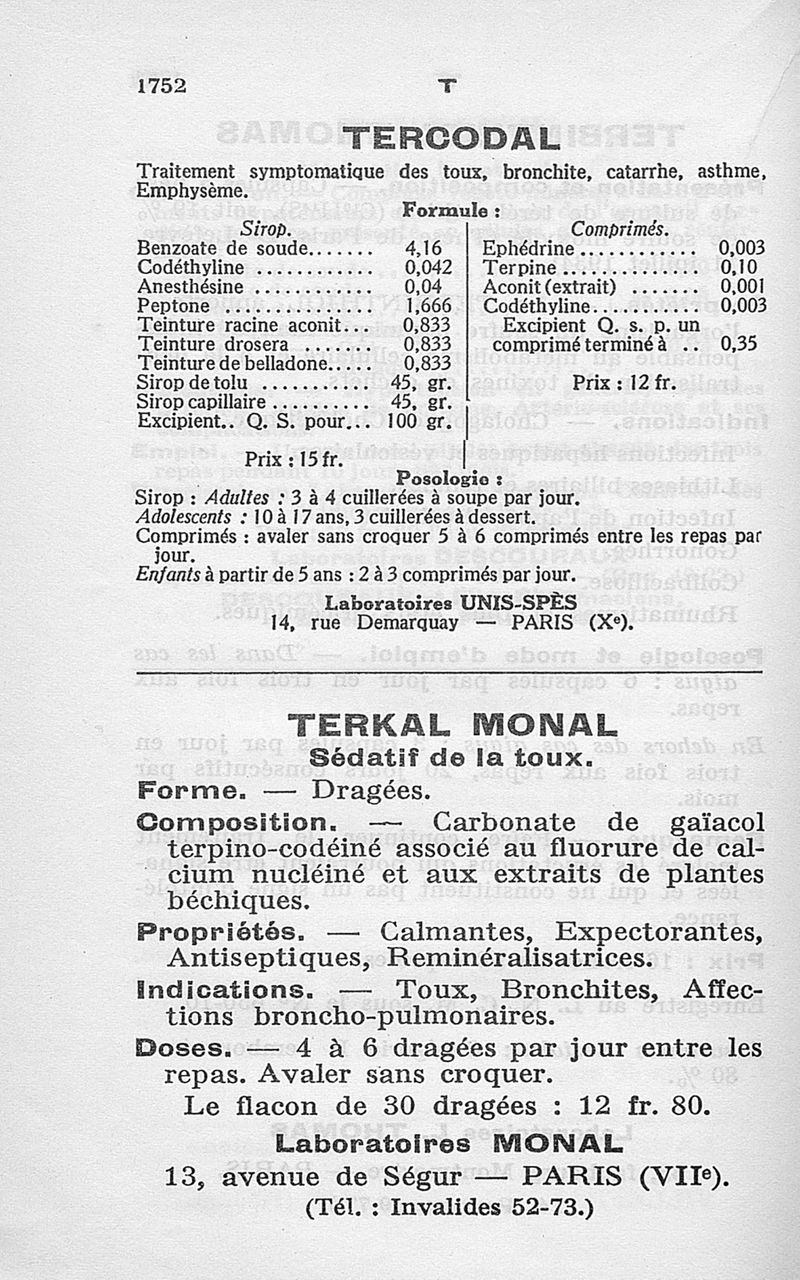 1752 T
TERCODAL
Traitement symptomatique des toux, bronchite, catarrhe, asthme,
Emphysème.
Formule :
Sirop.
Benzoate de soude....... 4,16
Codéthyline ............ 0,042
Anesthésine ............ 0,04
Peptone ............... 1,666
Teinture racine aconit... 0,833
Teinture drosera ....... 0,833
Teinture de belladone..... 0,833
Sirop de tolu ........... 45, gr.
Sirop capillaire .......... 45, gr.
Excipient.. Q. S. pour... 100 gr.
Prix : 15 fr.
Comprimés.
Ephédrine ............ 0,003
Terpine .............. 0,10
Aconit (extrait) ....... 0,001
Codéthyline........... 0,003
Excipient Q. s. p. un
comprimé terminé à .. 0,35
Prix : 12 fr.
Posologie :
Sirop : Adultes : 3 à 4 cuillerées à soupe par jour.
Adolescents : 10 à 17 ans, 3 cuillerées à dessert.
Comprimés : avaler sans croquer 5 à 6 comprimés entre les repas par
jour.
Enfants à partir de 5 ans : 2 à 3 comprimés par jour.
Laboratoires UNIS-SPÈS
14, rue Demarquay — PARIS (Xe).
TERKAL MONAL
Sédatif de la toux.
Forme. — Dragées.
Composition. — Carbonate de gaïacol
terpino-codéiné associé au fluorure de cal-
cium nucléiné et aux extraits de plantes
béchiques.
Propriétés. — Calmantes, Expectorantes,
Antiseptiques, Reminéralisatrices.
Indications. — Toux, Bronchites, Affec-
tions broncho-pulmonaires.
Doses. — 4 à 6 dragées par jour entre les
repas. Avaler sans croquer.
Le flacon de 30 dragées : 12 fr. 80.
Laboratoires MONAL
13, avenue de Ségur — PARIS (VIIe).
(Tél. : Invalides 52-73.)